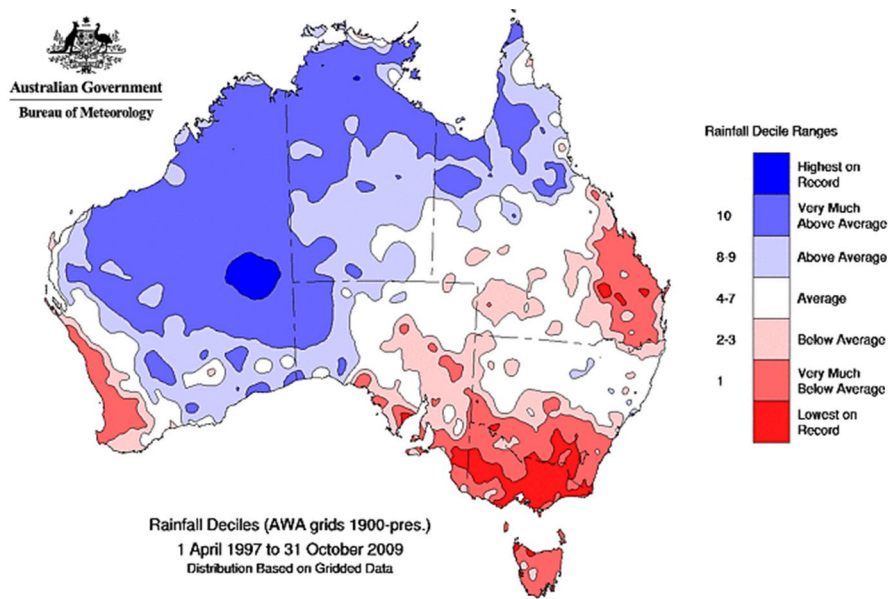 Australian Government
Bureau of Meteorology
Rainfall Decile Ranges
Highest on
Record
10
Very Much
Above Average
8-9
Above Average
4-7
Average
2-3
Below Average
1
Very Much
Below Average
Lowest on
Record
Rainfall Deciles (AWA grids 1900-pres.)
1 April 1997 to 31 October 2009
Distribution Based on Gridded Data